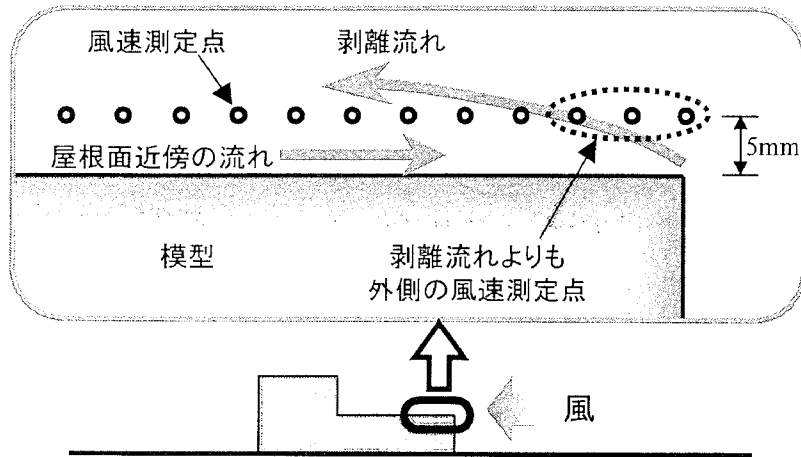 風速測定点
剥離流れ
屋根面近傍の流れ
5mm
模型
剥離流れよりも
外側の風速測定点
風